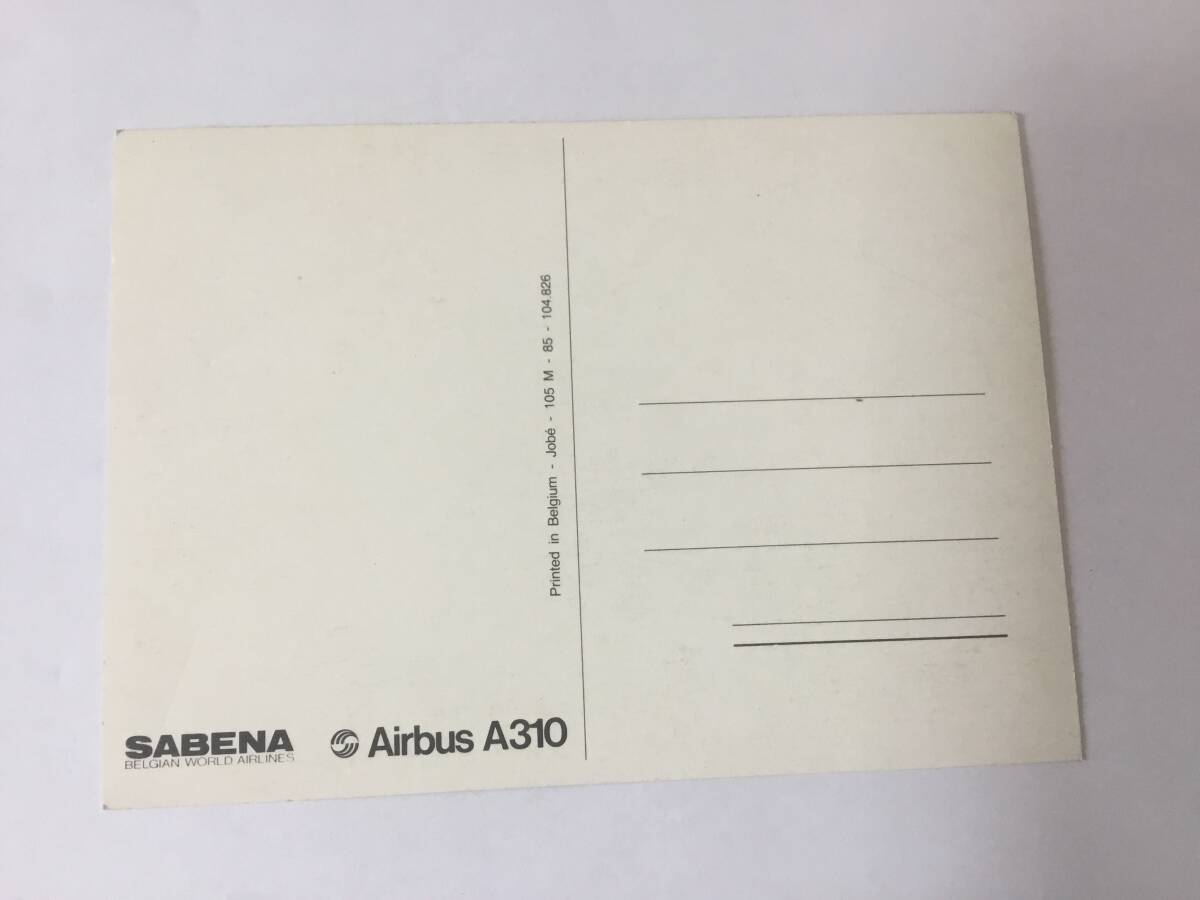 Printed in Belgium - Jobé - 105 M - 85 - 104.826
SABENA
BELGIAN WORLD AIRLINES
Airbus A310